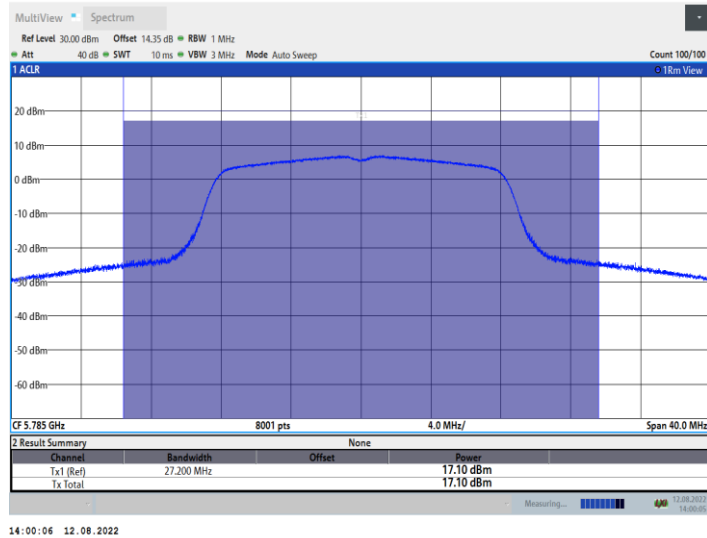 MultiView Spectrum
Ref Level 30.00 dBm Offset 14.35 dB RBW 1 MHz
Att 40 dB SWT 10 ms VBW 3 MHz Mode Auto Sweep Count 100/100
1 ACLR 1Rm View
20 dBm
10 dBm
0 dBm
-10 dBm
-20 dBm
-30 dBm
-40 dBm
-50 dBm
-60 dBm
CF 5.785 GHz 8001 pts 4.0 MHz/ Span 40.0 MHz
2 Result Summary None
Channel Bandwidth Offset Power
Tx1 (Ref) 27.200 MHz 17.10 dBm
Tx Total 17.10 dBm
Measuring... 12.08.2022
14:00:05
14:00:06 12.08.2022